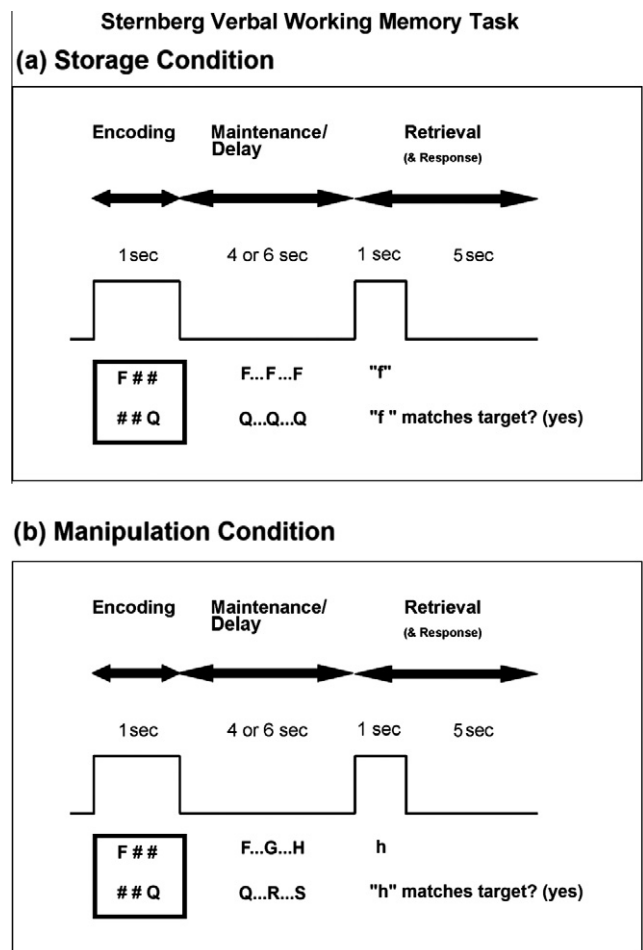 Sternberg Verbal Working Memory Task
(a) Storage Condition
Encoding Maintenance/ Retrieval
Delay (& Response)
1 sec 4 or 6 sec 1 sec 5 sec
F # # F...F...F "f"
# # Q Q...Q...Q "f " matches target? (yes)
(b) Manipulation Condition
Encoding Maintenance/ Retrieval
Delay (& Response)
1 sec 4 or 6 sec 1 sec 5 sec
F # # F...G...H h
# # Q Q...R...S "h" matches target? (yes)